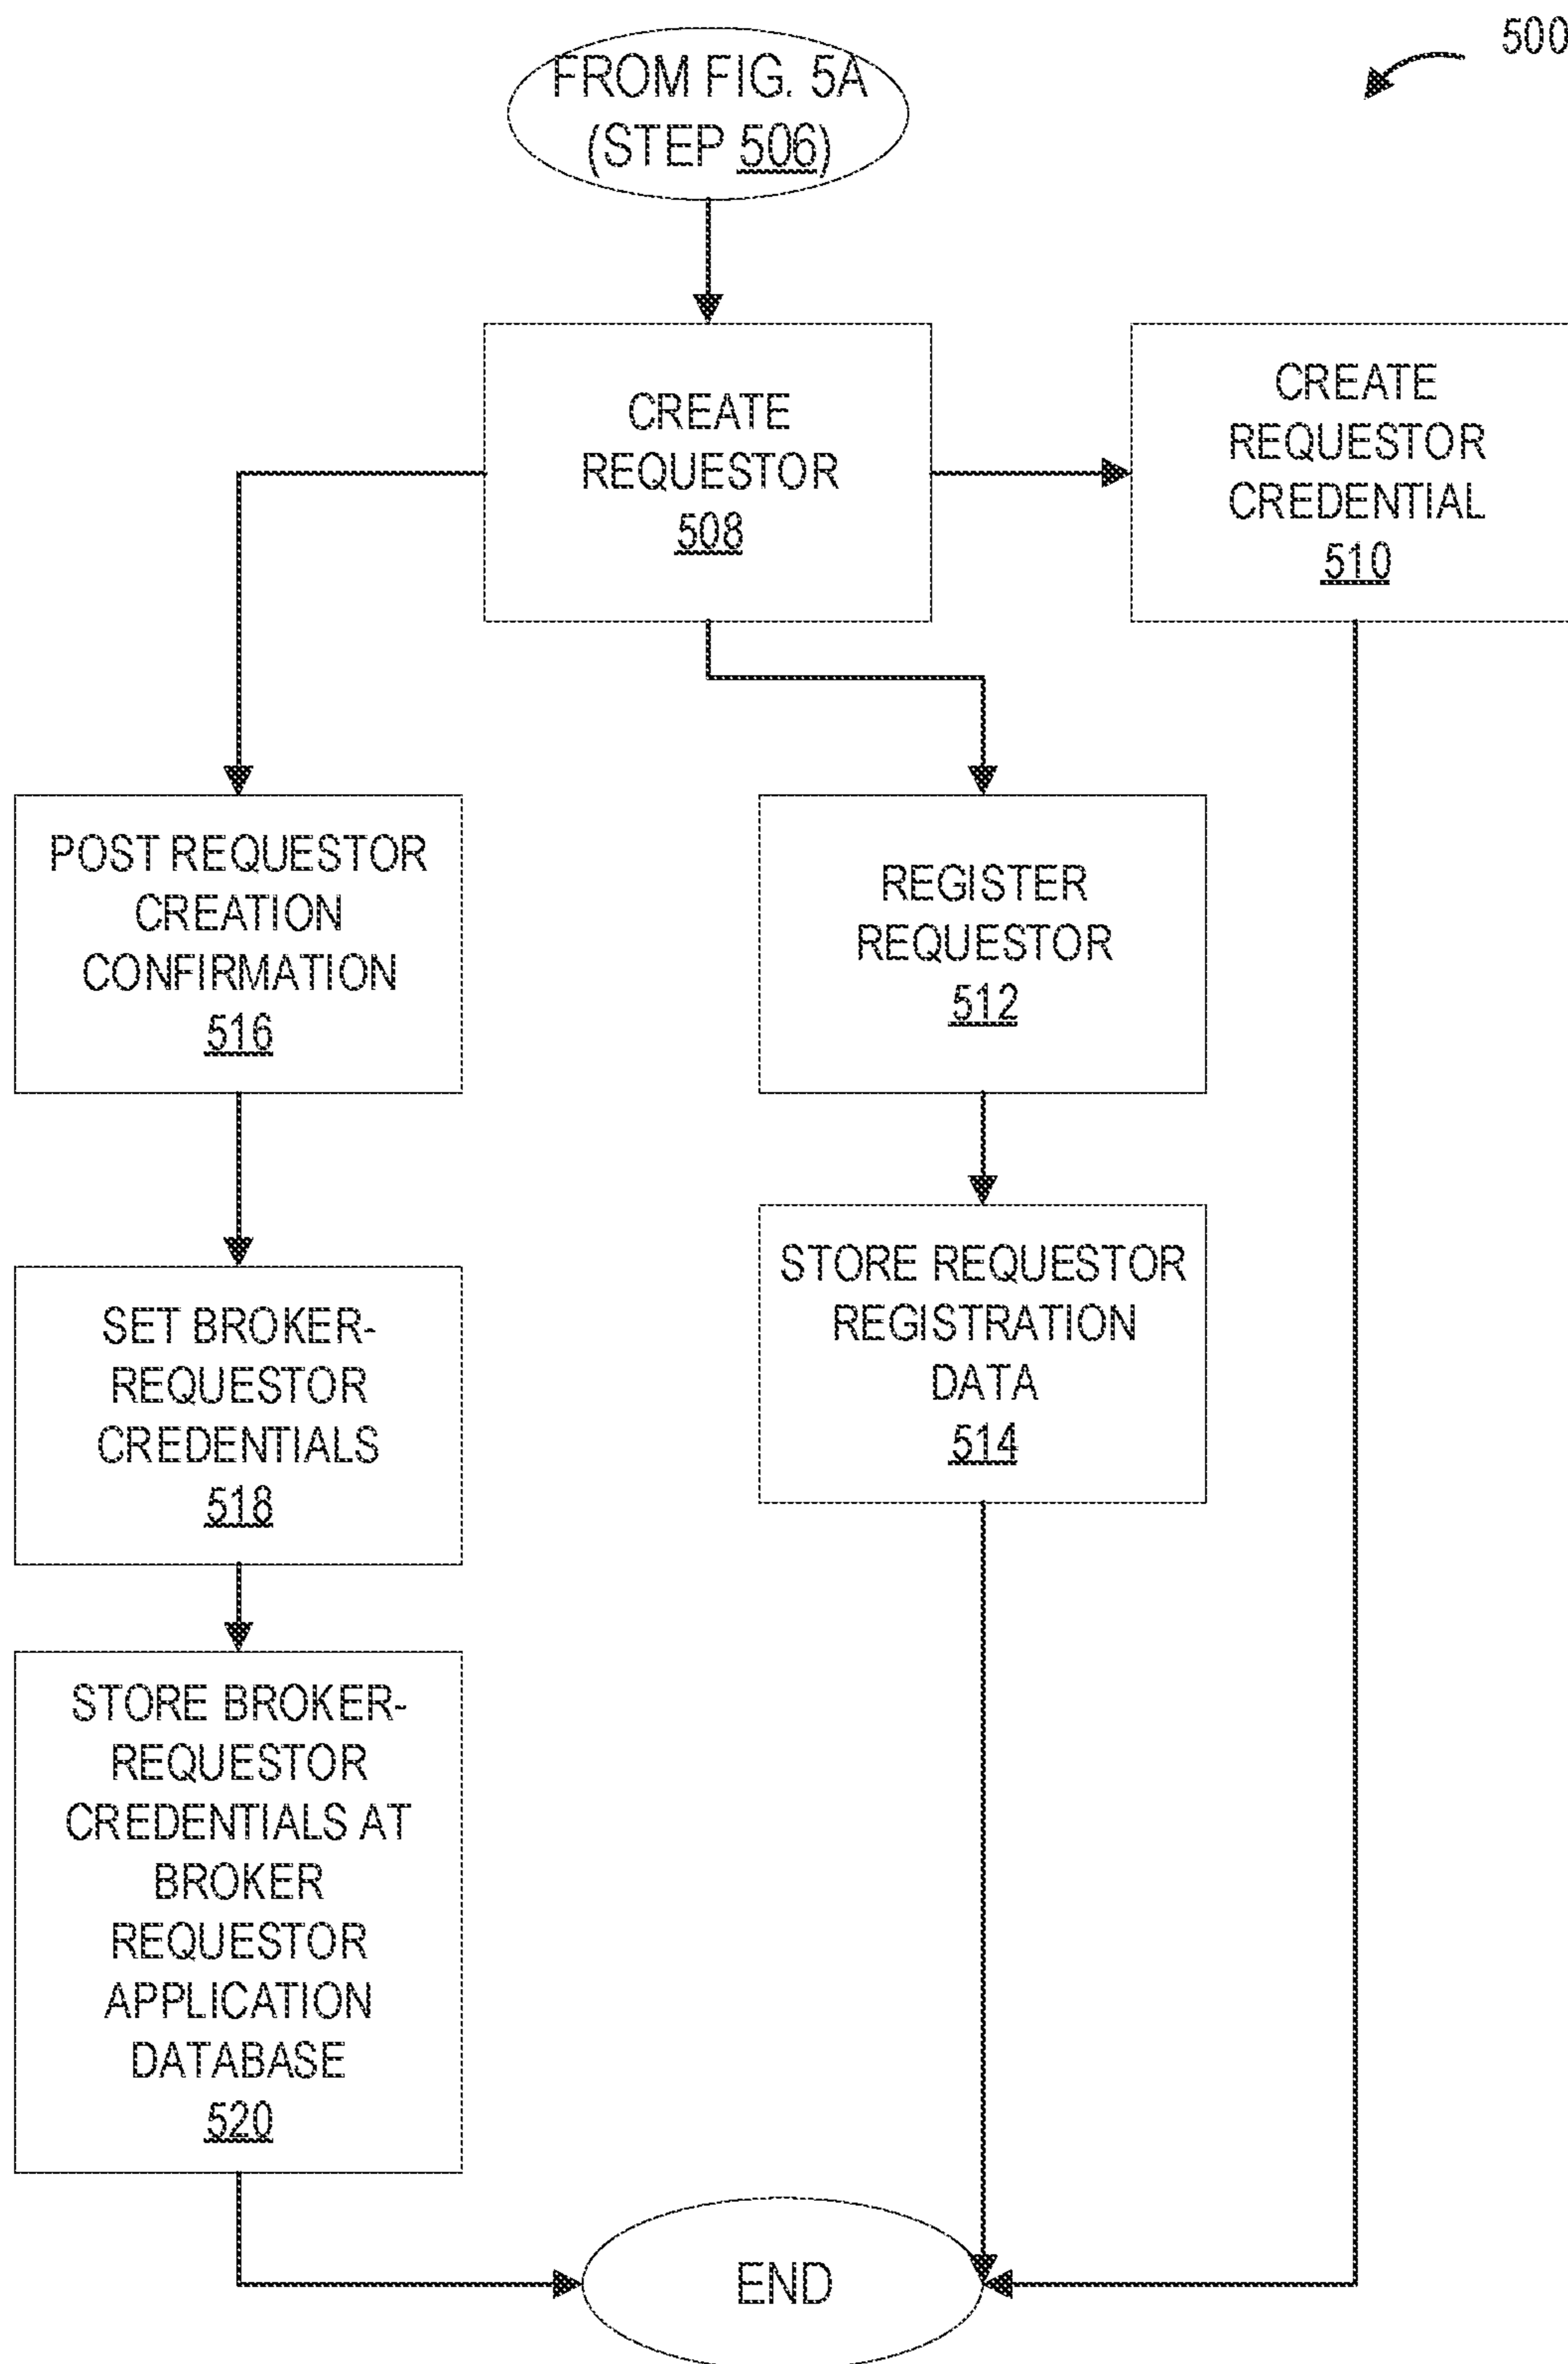 500
FROM FIG. 5A
(STEP 506)
CREATE
REQUESTOR
508
CREATE
REQUESTOR
CREDENTIAL
510
POST REQUESTOR
CREATION
CONFIRMATION
516
REGISTER
REQUESTOR
512
STORE REQUESTOR
REGISTRATION
DATA
514
SET BROKER-
REQUESTOR
CREDENTIALS
518
STORE BROKER-
REQUESTOR
CREDENTIALS AT
BROKER
REQUESTOR
APPLICATION
DATABASE
520
END